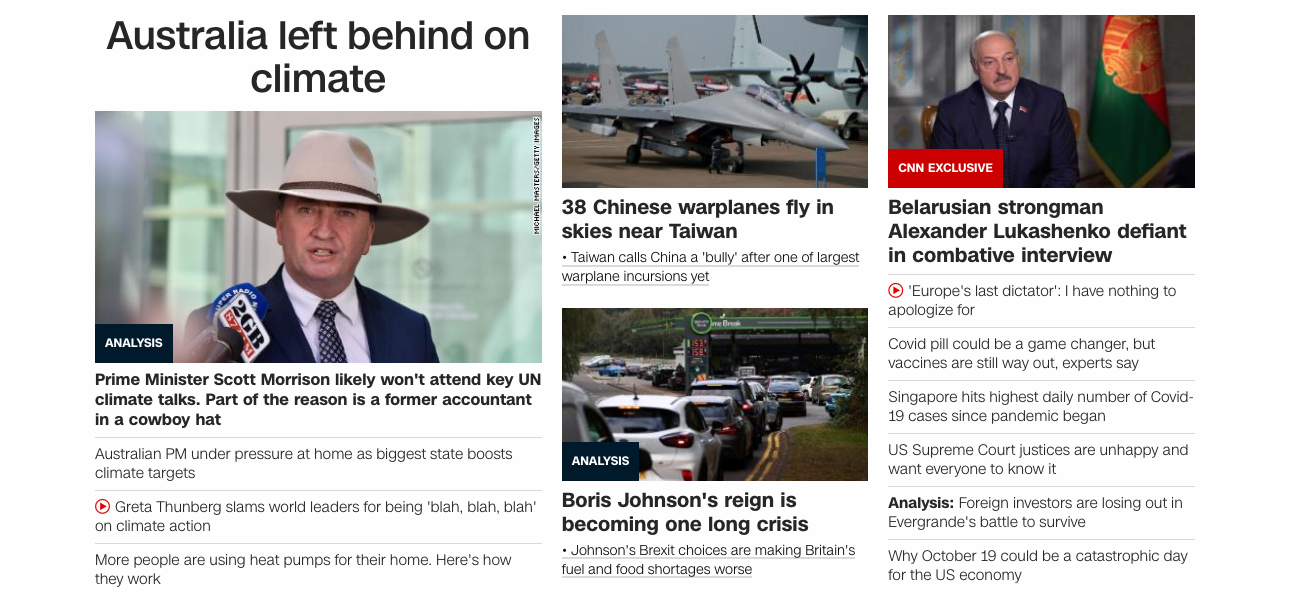 Australia left behind on
climate
MICHAEL MASTERS/GETTY IMAGES
SUPER RADIO
2GB
873AM
ANALYSIS
Prime Minister Scott Morrison likely won't attend key UN
climate talks. Part of the reason is a former accountant
in a cowboy hat
Australian PM under pressure at home as biggest state boosts
climate targets
Greta Thunberg slams world leaders for being 'blah, blah, blah'
on climate action
More people are using heat pumps for their home. Here's how
they work
38 Chinese warplanes fly in
skies near Taiwan
• Taiwan calls China a 'bully' after one of largest
warplane incursions yet
me Break
ANALYSIS
Boris Johnson's reign is
becoming one long crisis
• Johnson's Brexit choices are making Britain's
fuel and food shortages worse
CNN EXCLUSIVE
Belarusian strongman
Alexander Lukashenko defiant
in combative interview
'Europe's last dictator': I have nothing to
apologize for
Covid pill could be a game changer, but
vaccines are still way out, experts say
Singapore hits highest daily number of Covid-
19 cases since pandemic began
US Supreme Court justices are unhappy and
want everyone to know it
Analysis: Foreign investors are losing out in
Evergrande's battle to survive
Why October 19 could be a catastrophic day
for the US economy